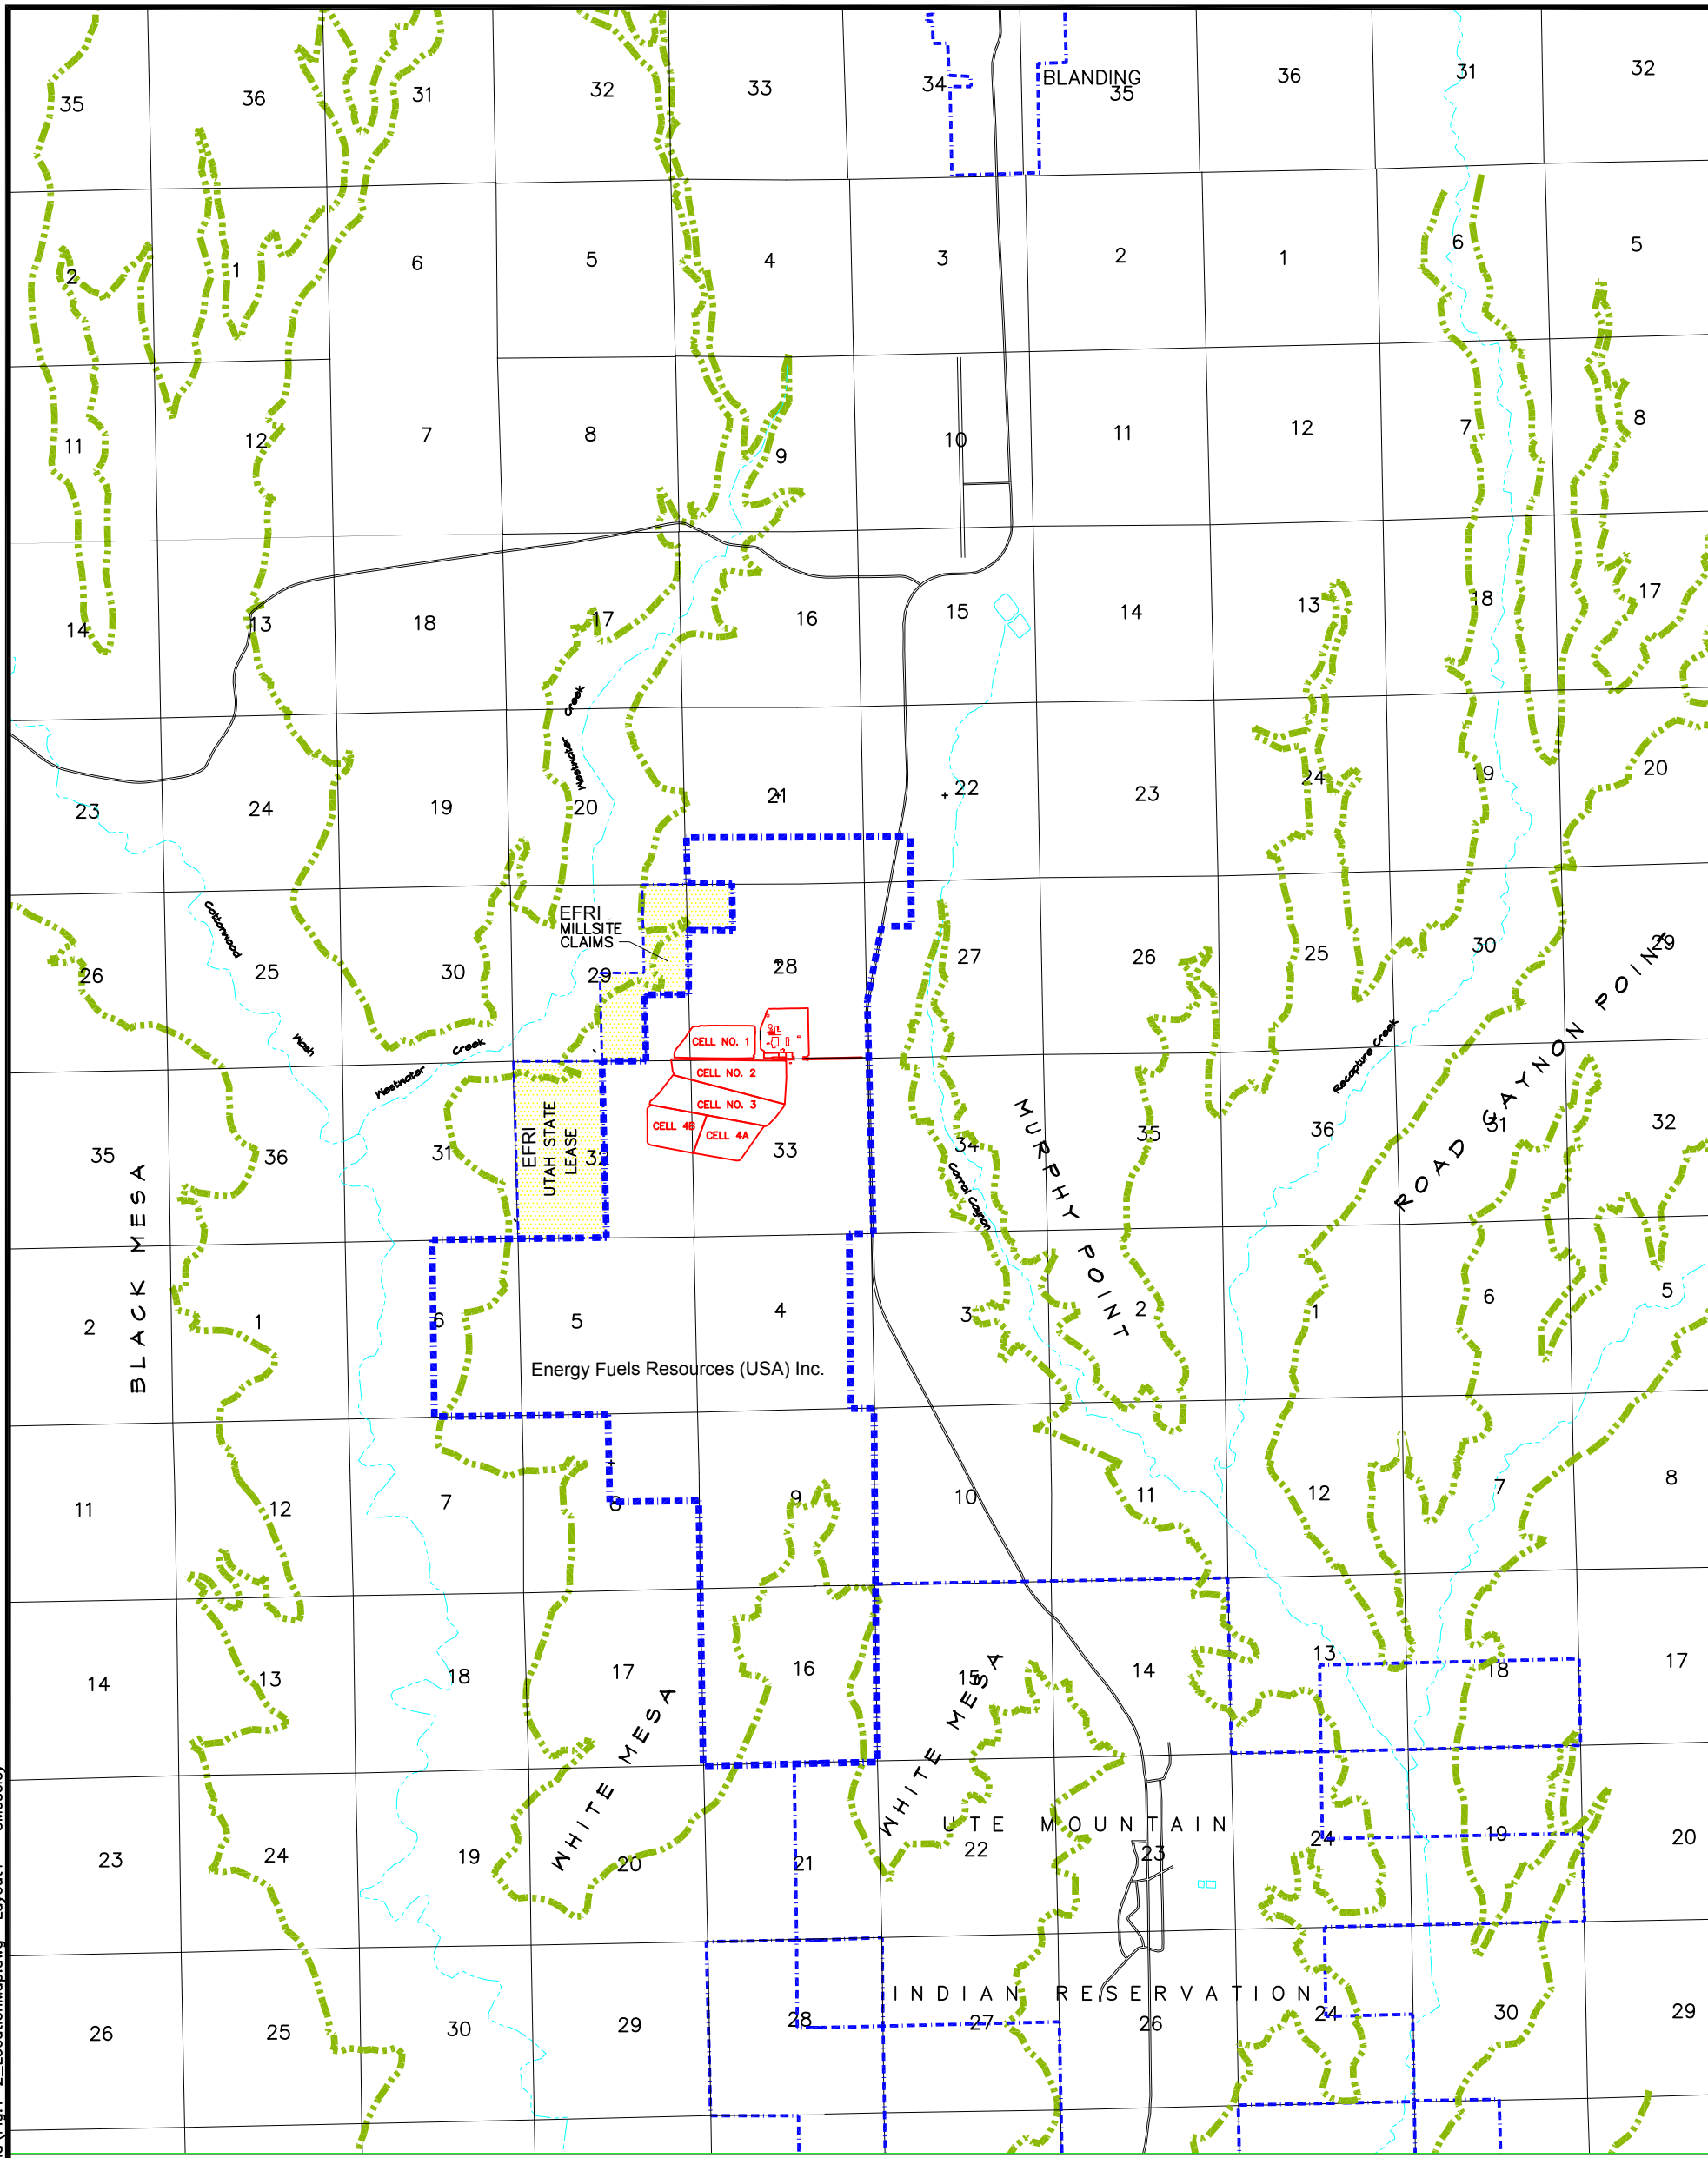 35 36 31 32 33 34 BLANDING 35 36 31 32
2 1 6 5 4 3 2 1 6 5
11 12 7 8 9 10 11 12 7 8
14 13 18 17 16 15 14 13 18 17
Westwater Creek
23 24 19 20 21 22 23 24 19 20
EFRI
MILLSITE
CLAIMS
Cottonwood
Wash
26 25 30 29 28 27 26 25 30 29
Westwater Creek
CELL NO. 1
CELL NO. 2
CELL NO. 3
CELL 4B
CELL 4A
Recapture Creek
ROAD CAYNON POINT
EFRI
UTAH STATE
LEASE
35 36 31 32 33 34 35 36 31 32
Corral Caynon
MURPHY POINT
BLACK MESA
2 1 6 5 4 3 2 1 6 5
Energy Fuels Resources (USA) Inc.
11 12 7 8 9 10 11 12 7 8
14 13 18 17 16 15 14 13 18 17
WHITE MESA
WHITE MESA
UTE MOUNTAIN
23 24 19 20 21 22 23 24 19 20
INDIAN RESERVATION
26 25 30 29 28 27 26 24 30 29